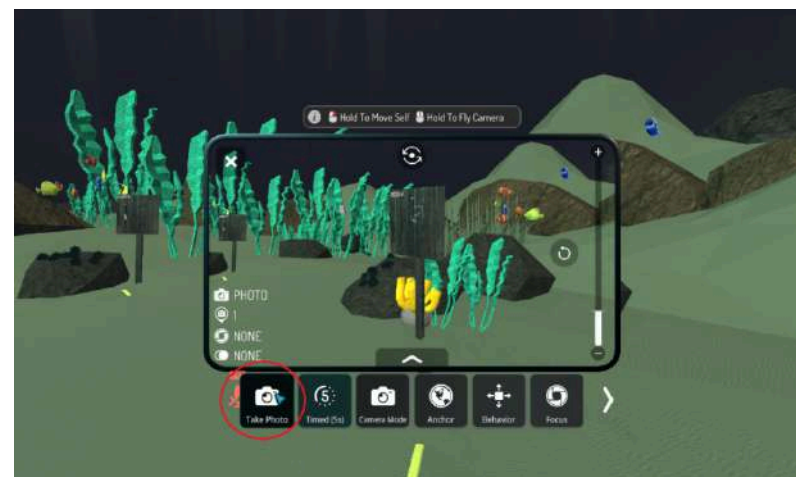 Hold To Move Self Hold To Fly Camera
+
PHOTO
1
NONE
NONE
-
Take Photo
5
Timed (5s)
Camera Mode
Anchor
Behavior
Focus